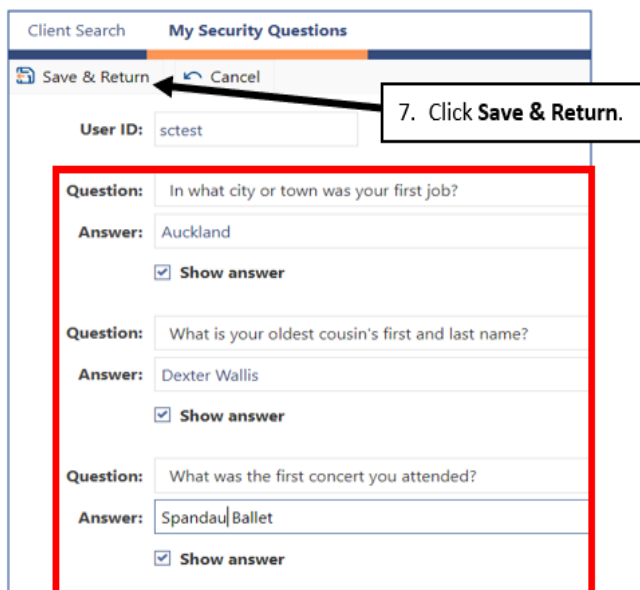 Client Search My Security Questions
Save & Return Cancel
7. Click Save & Return.
User ID: sctest
Question: In what city or town was your first job?
Answer: Auckland
Show answer
Question: What is your oldest cousin's first and last name?
Answer: Dexter Wallis
Show answer
Question: What was the first concert you attended?
Answer: Spandau Ballet
Show answer